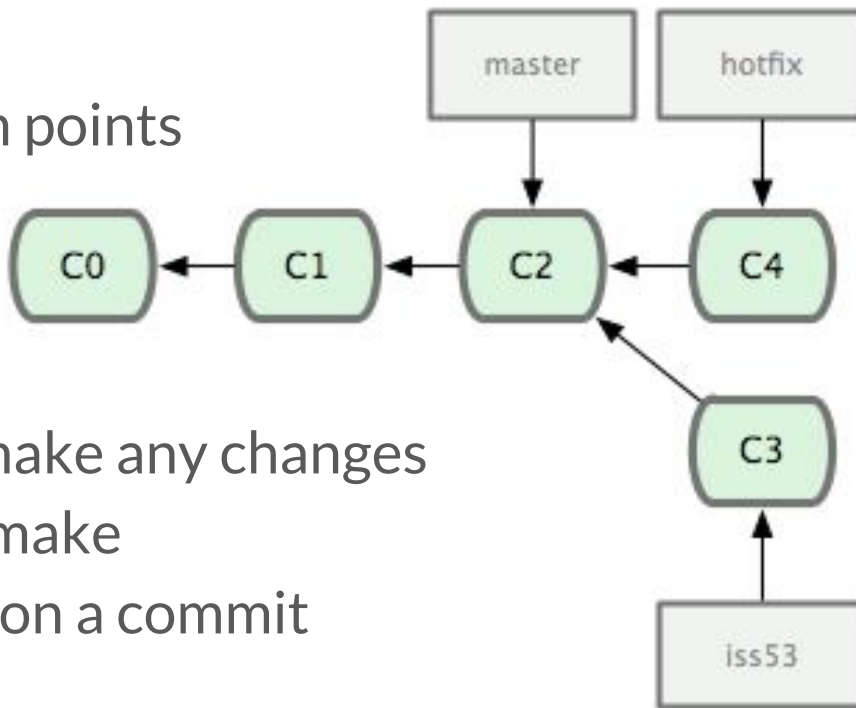 master hotfix
points
C0 C1 C2 C4
make any changes
C3
make
on a commit
iss53